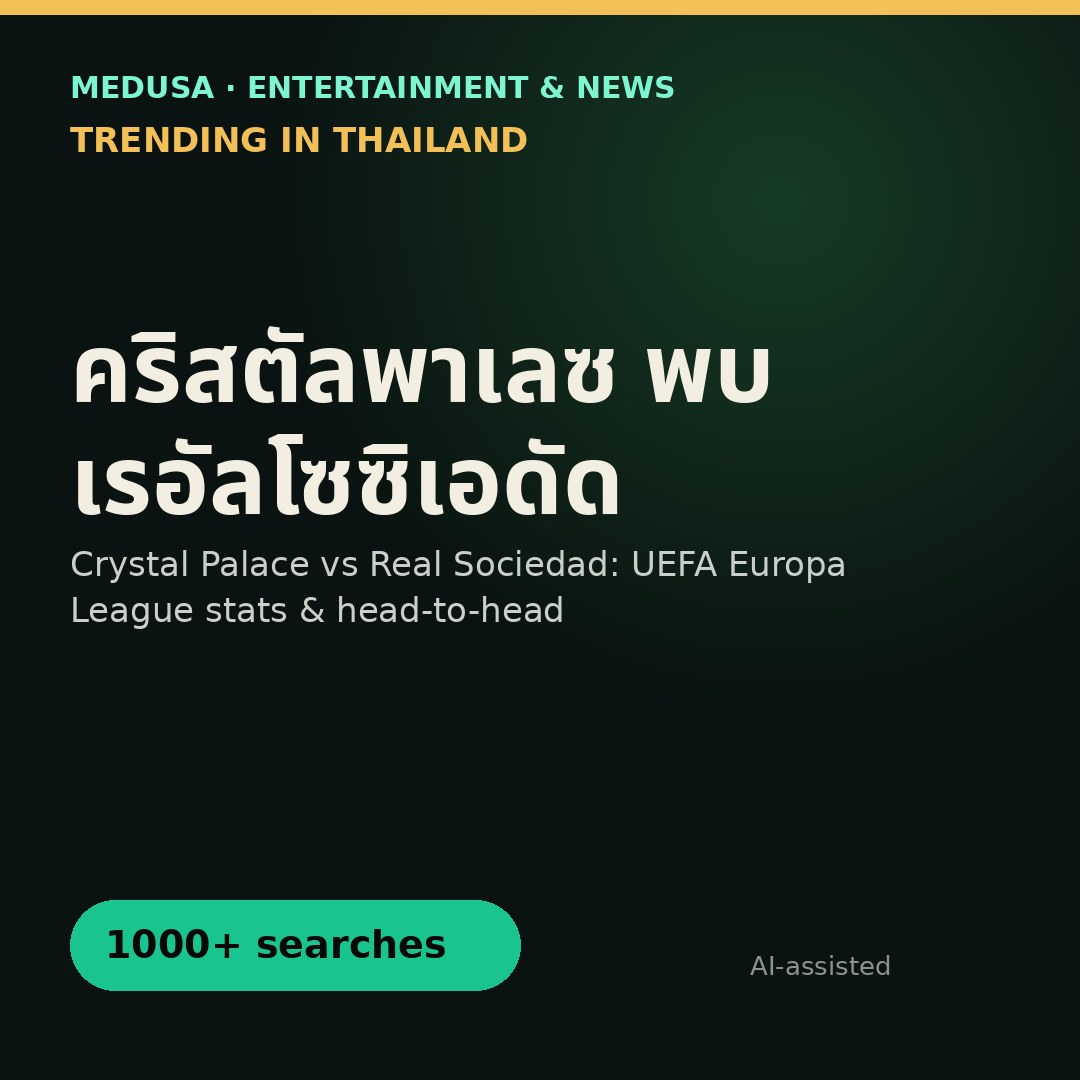 MEDUSA · ENTERTAINMENT & NEWS
TRENDING IN THAILAND
คริสตัลพาเลซ พบ
เรอัลโซซิเอดัด
Crystal Palace vs Real Sociedad: UEFA Europa
League stats & head-to-head
1000+ searches
AI-assisted